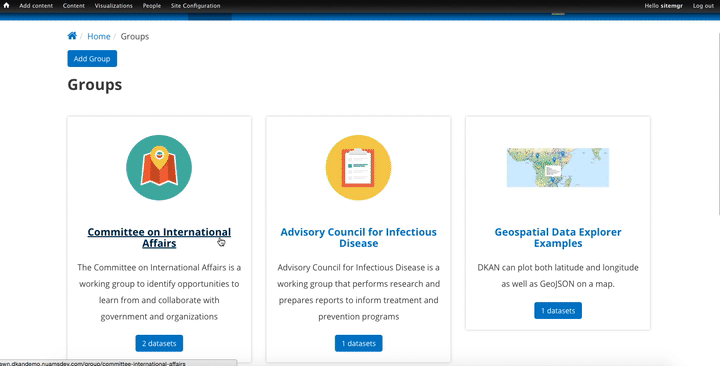 Add content Content Visualizations People Site Configuration Hello sitemgr Log out
/ Home / Groups
Add Group
Groups
Committee on International
Affairs
The Committee on International Affairs is a
working group to identify opportunities to
learn from and collaborate with
government and organizations
2 datasets
Advisory Council for Infectious
Disease
Advisory Council for Infectious Disease is a
working group that performs research and
prepares reports to inform treatment and
prevention programs
1 datasets
Geospatial Data Explorer
Examples
DKAN can plot both latitude and longitude
as well as GeoJSON on a map.
1 datasets
awn.dkandemo.nuamsdev.com/group/committee-international-affairs